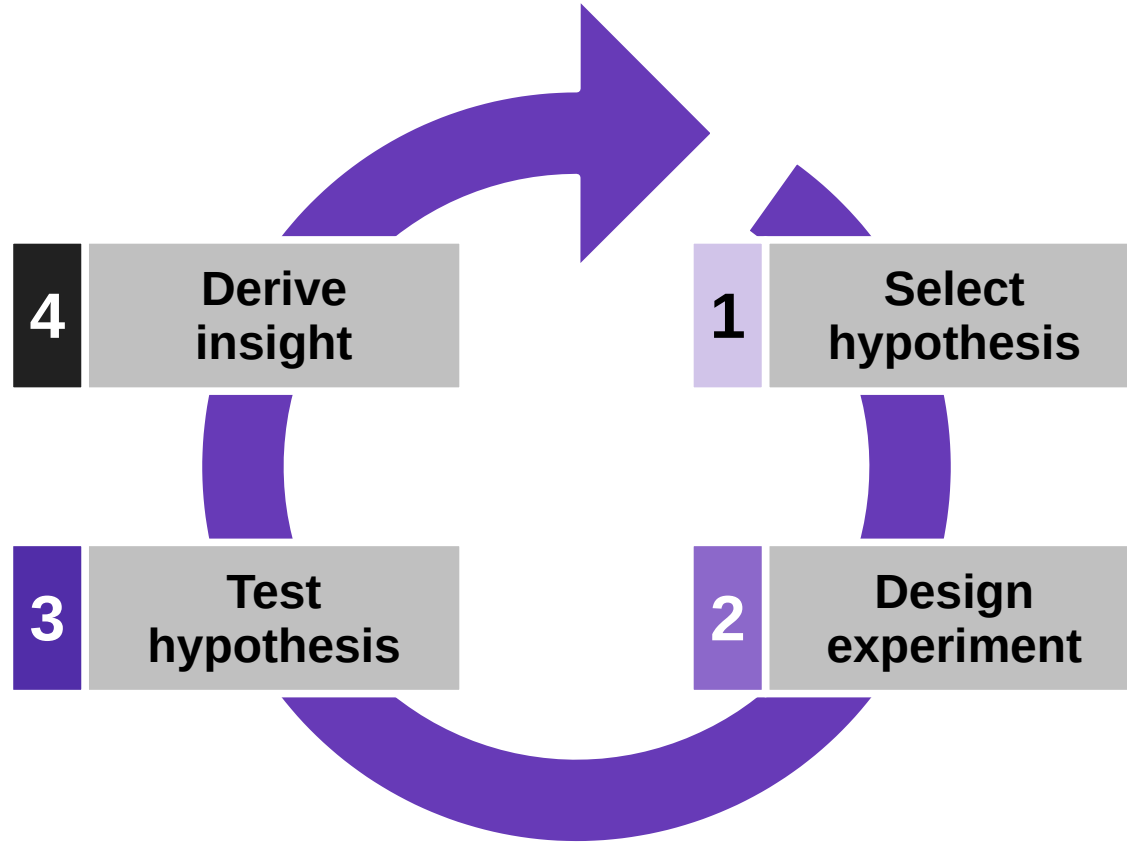 1
Select
hypothesis
2
Design
experiment
3
Test
hypothesis
4
Derive
insight